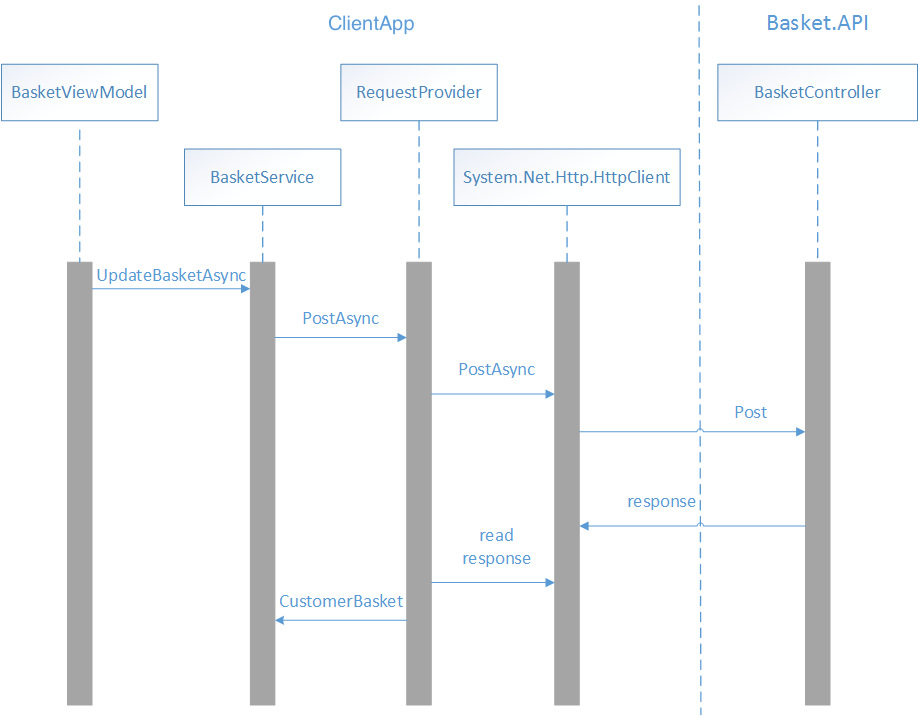 ClientApp
Basket.API
BasketViewModel
RequestProvider
BasketController
BasketService
System.Net.Http.HttpClient
UpdateBasketAsync
PostAsync
PostAsync
Post
response
read
response
CustomerBasket